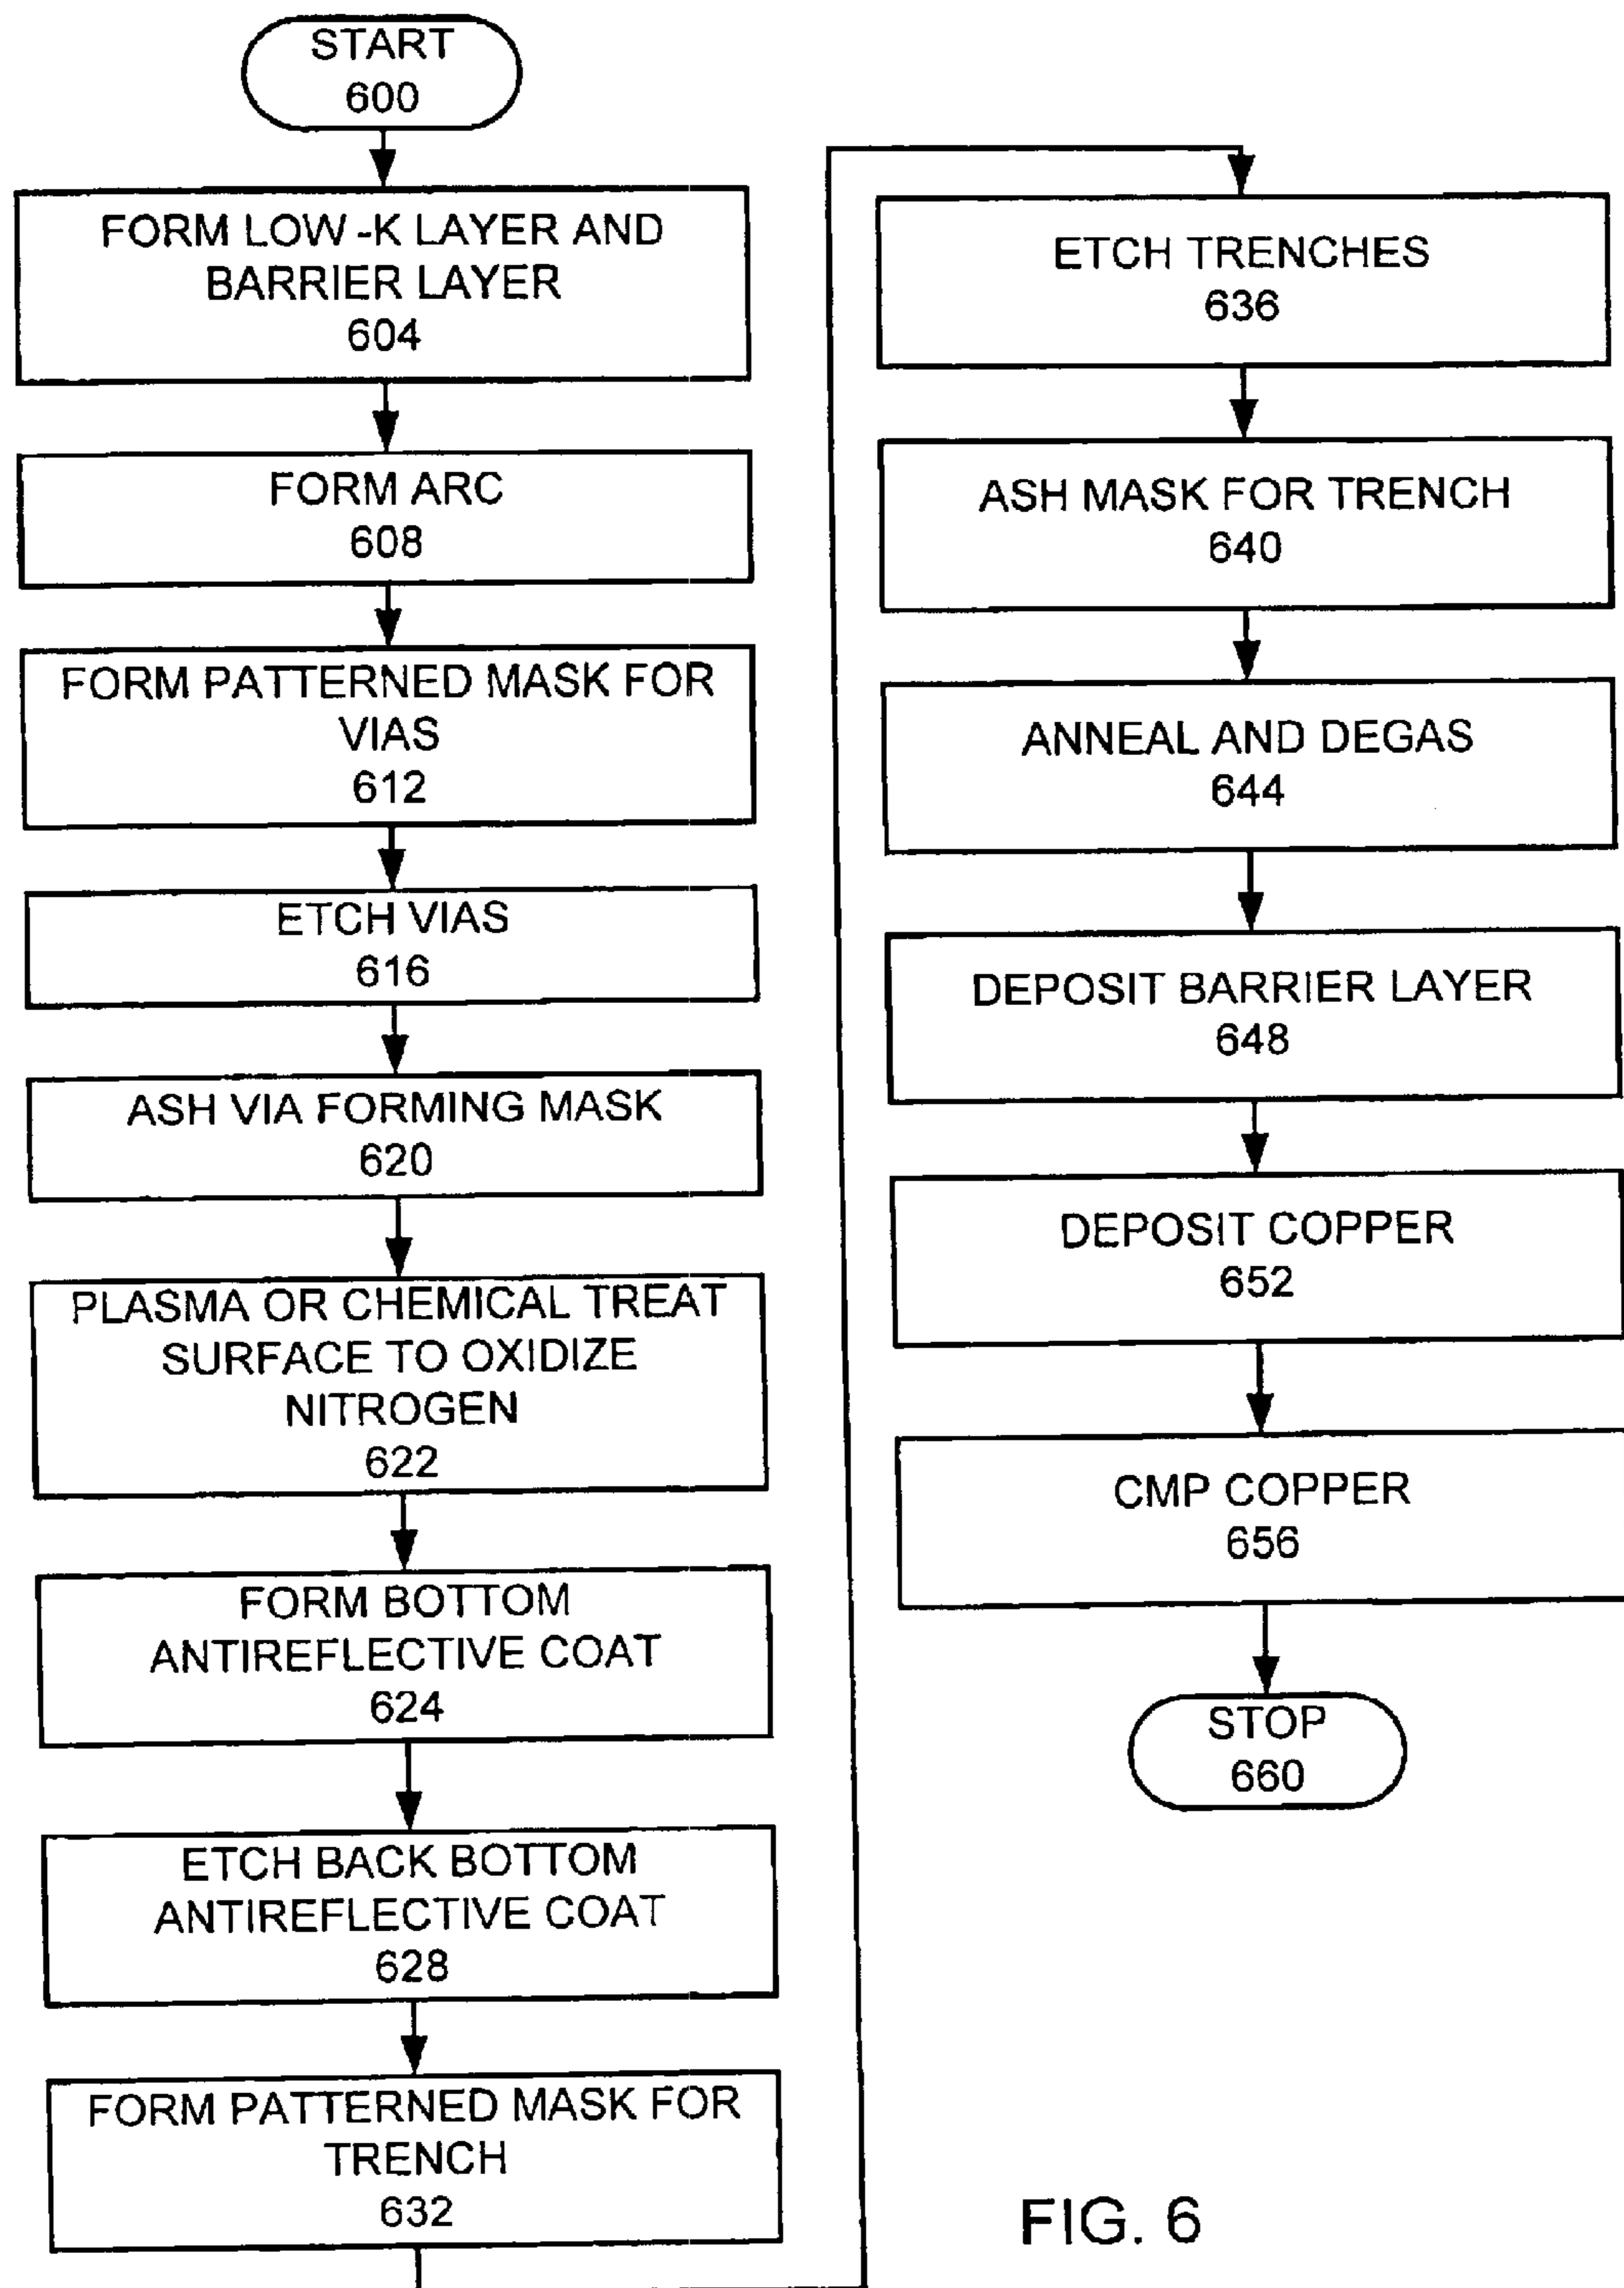 START
600
FORM LOW-K LAYER AND
BARRIER LAYER
604
FORM ARC
608
FORM PATTERNED MASK FOR
VIAS
612
ETCH VIAS
616
ASH VIA FORMING MASK
620
PLASMA OR CHEMICAL TREAT
SURFACE TO OXIDIZE
NITROGEN
622
FORM BOTTOM
ANTIREFLECTIVE COAT
624
ETCH BACK BOTTOM
ANTIREFLECTIVE COAT
628
FORM PATTERNED MASK FOR
TRENCH
632
ETCH TRENCHES
636
ASH MASK FOR TRENCH
640
ANNEAL AND DEGAS
644
DEPOSIT BARRIER LAYER
648
DEPOSIT COPPER
652
CMP COPPER
656
STOP
660
FIG. 6